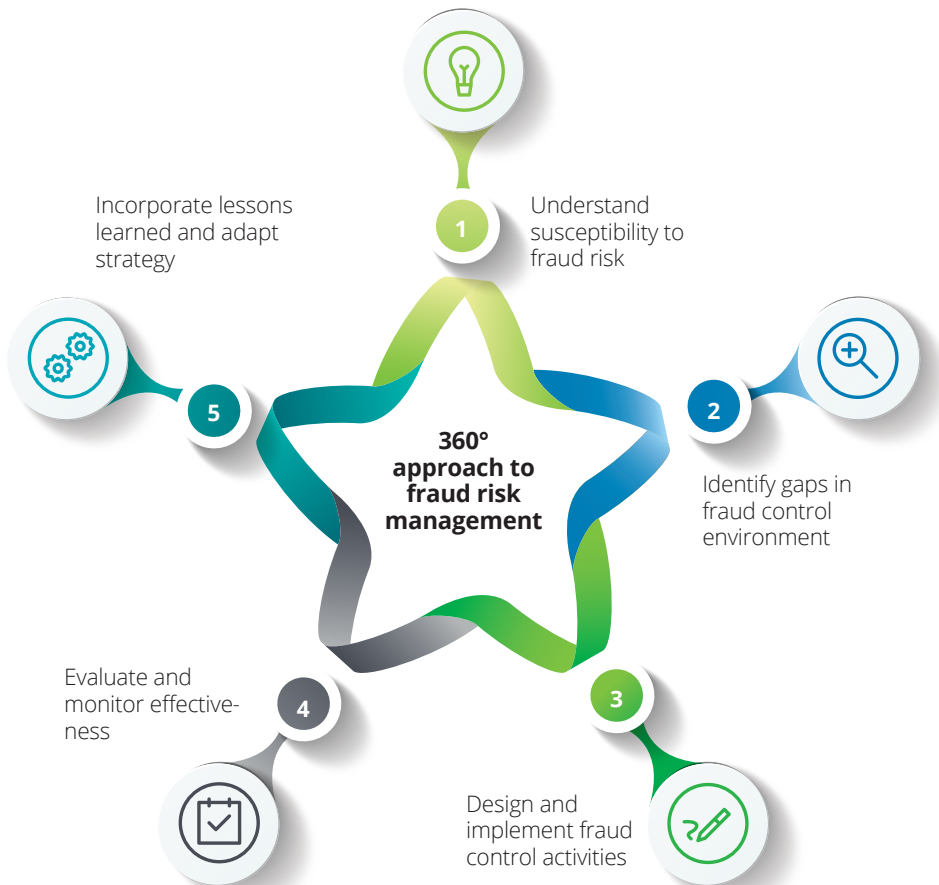 1
Understand
susceptibility to
fraud risk
2
Identify gaps in
fraud control
environment
3
Design and
implement fraud
control activities
4
Evaluate and
monitor effective-
ness
5
Incorporate lessons
learned and adapt
strategy
360°
approach to
fraud risk
management